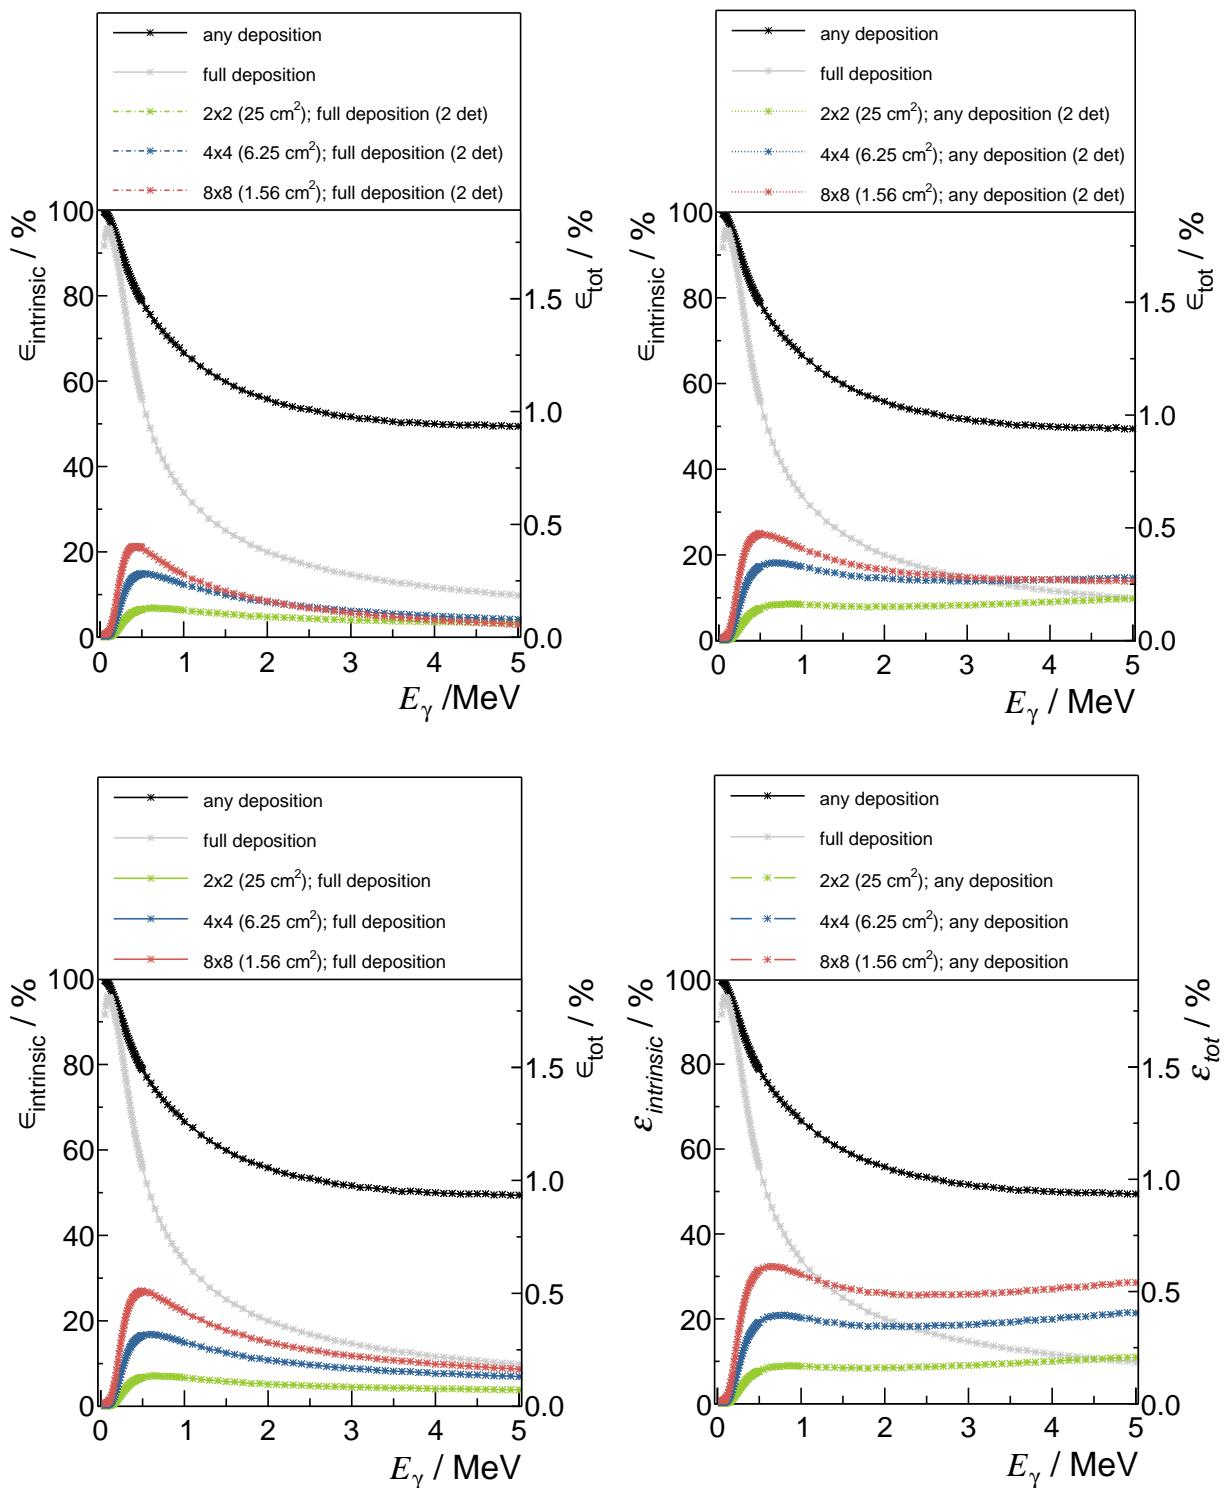 any deposition
full deposition
2x2 (25 cm²); full deposition (2 det)
4x4 (6.25 cm²); full deposition (2 det)
8x8 (1.56 cm²); full deposition (2 det)
100
80
60
40
20
0
ϵintrinsic / %
1.5
1.0
0.5
0.0
ϵtot / %
0 1 2 3 4 5
Eγ /MeV
any deposition
full deposition
2x2 (25 cm²); any deposition (2 det)
4x4 (6.25 cm²); any deposition (2 det)
8x8 (1.56 cm²); any deposition (2 det)
100
80
60
40
20
0
ϵintrinsic / %
1.5
1.0
0.5
0.0
ϵtot / %
0 1 2 3 4 5
Eγ / MeV
any deposition
full deposition
2x2 (25 cm²); full deposition
4x4 (6.25 cm²); full deposition
8x8 (1.56 cm²); full deposition
100
80
60
40
20
0
ϵintrinsic / %
1.5
1.0
0.5
0.0
ϵtot / %
0 1 2 3 4 5
Eγ / MeV
any deposition
full deposition
2x2 (25 cm²); any deposition
4x4 (6.25 cm²); any deposition
8x8 (1.56 cm²); any deposition
100
80
60
40
20
0
εintrinsic / %
1.5
1.0
0.5
0.0
εtot / %
0 1 2 3 4 5
Eγ / MeV